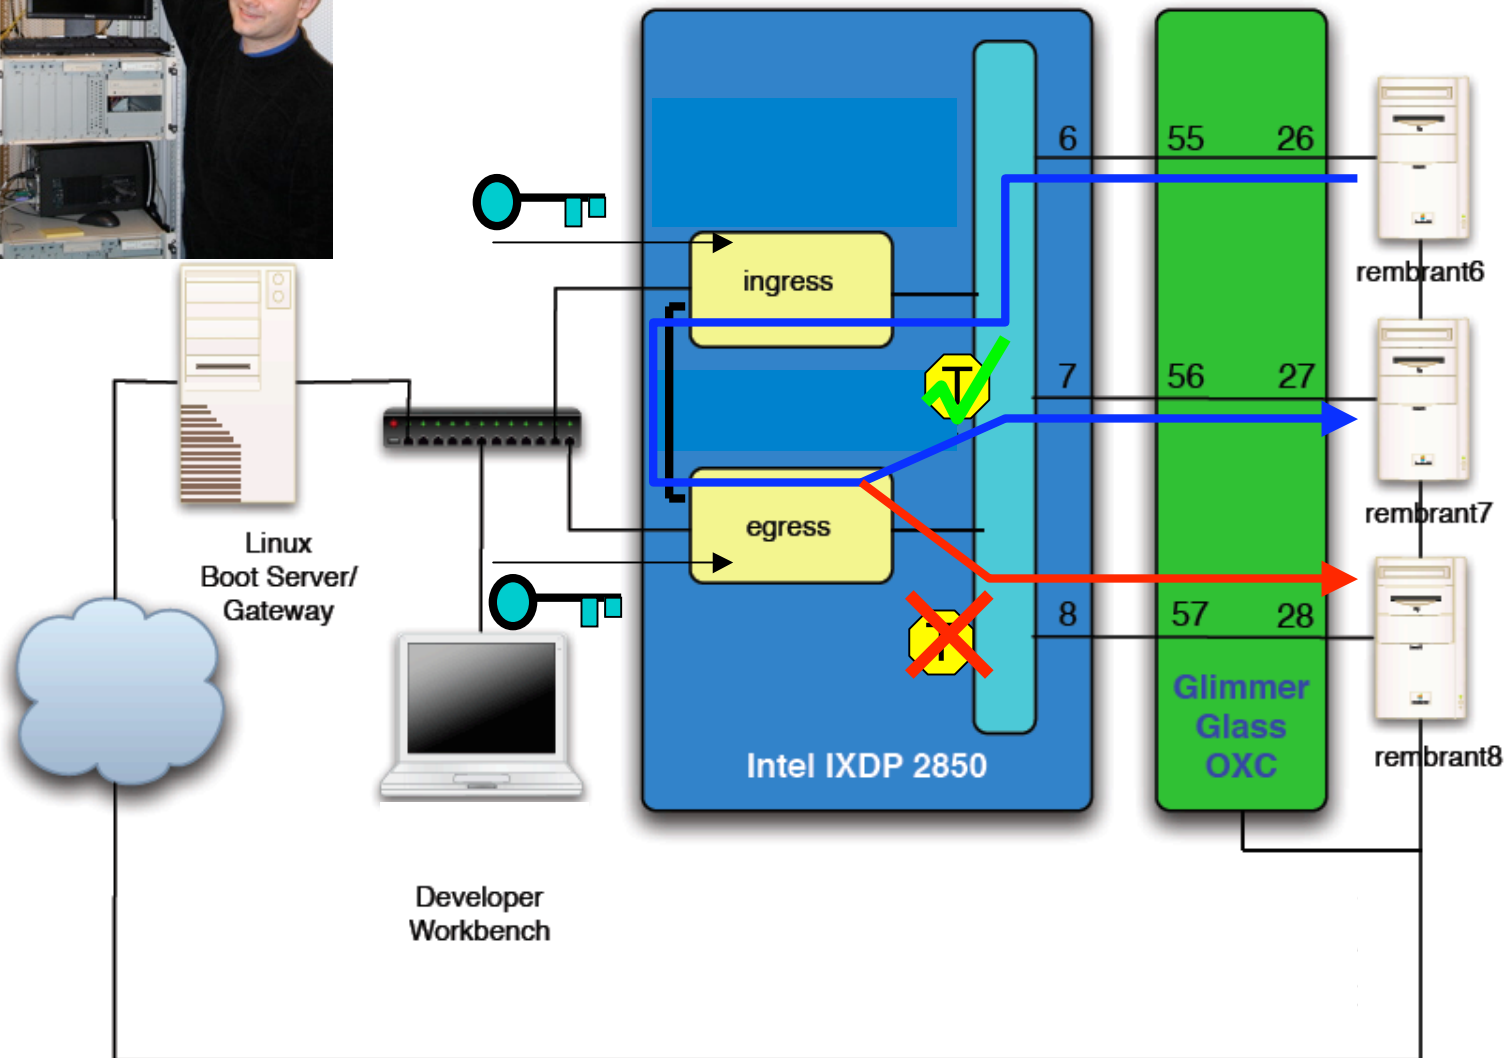 6
55
26
ingress
rembrant6
T
7
56
27
egress
rembrant7
Linux
Boot Server/
Gateway
T
8
57
28
Glimmer
Glass
OXC
Intel IXDP 2850
rembrant8
Developer
Workbench